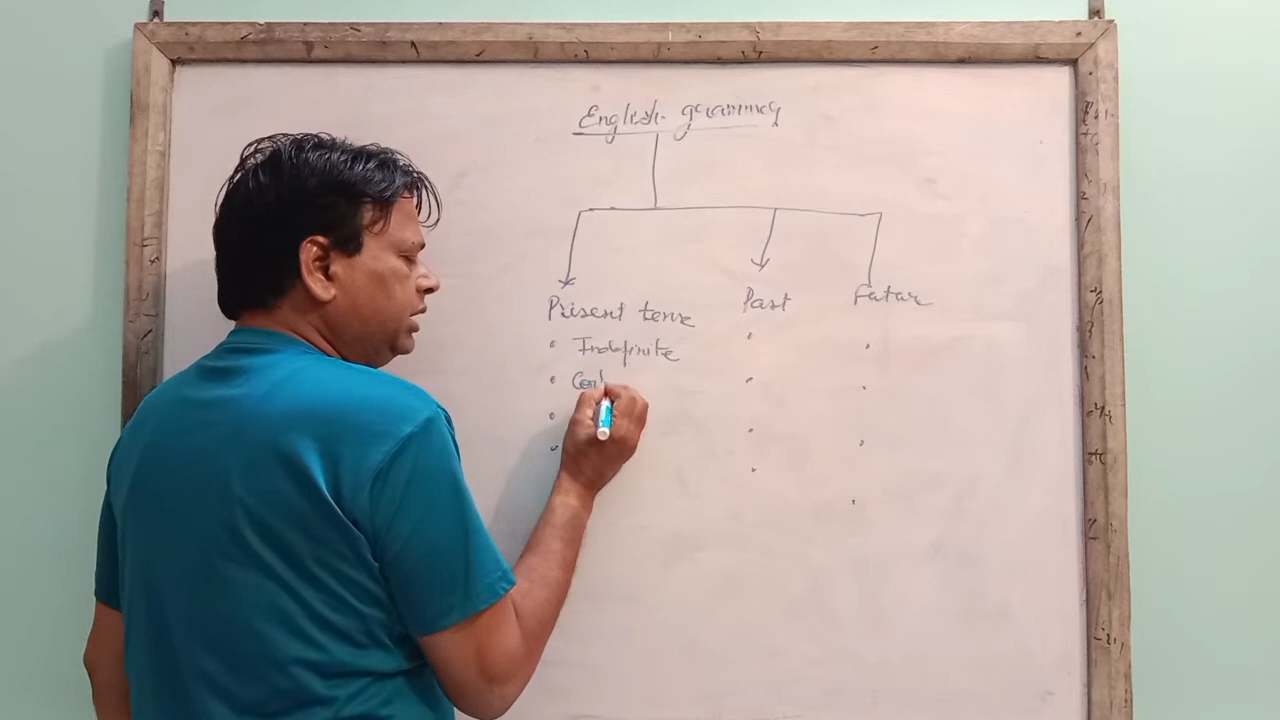 English grammar
Present tense
Past
Futur
Indefinite
Con